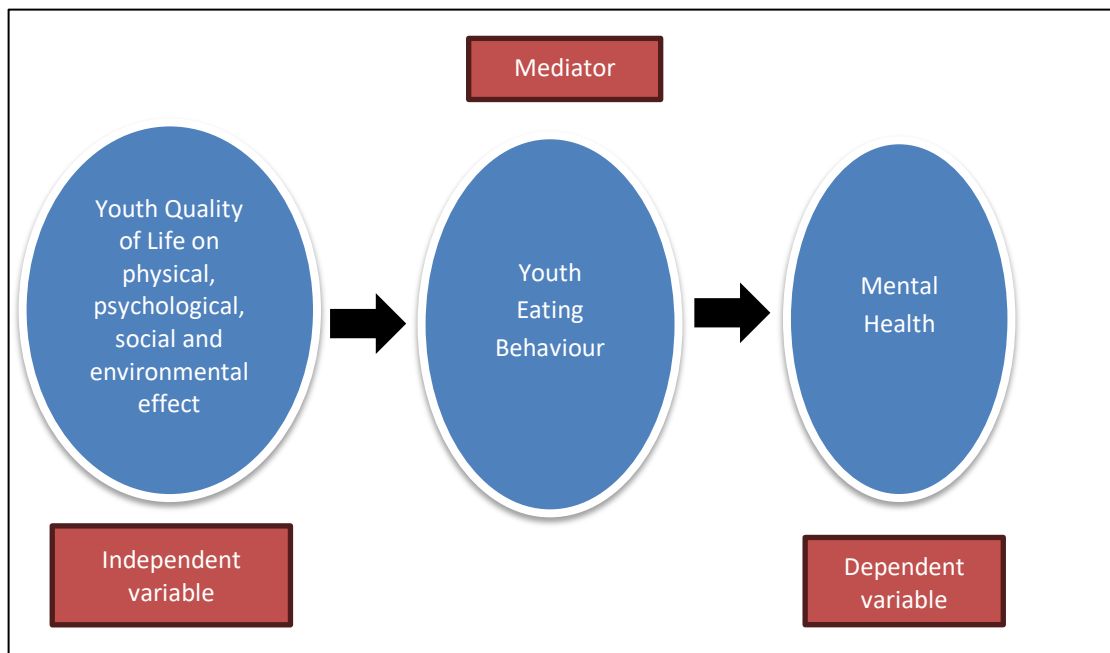 Mediator
Youth Quality
of Life on
physical,
psychological,
social and
environmental
effect
Youth
Eating
Behaviour
Mental
Health
Independent
variable
Dependent
variable